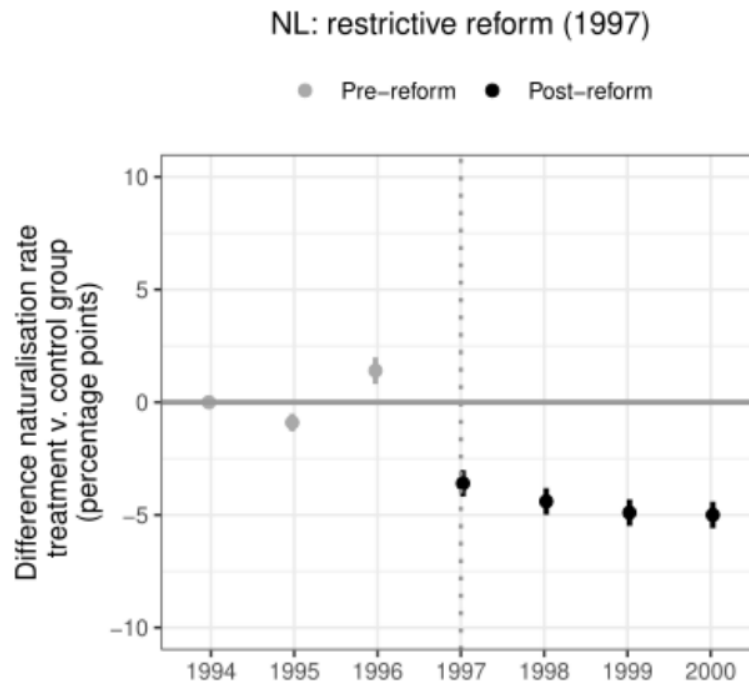 NL: restrictive reform (1997)
Pre−reform
Post−reform
Difference naturalisation rate
treatment v. control group
(percentage points)
10
5
0
−5
−10
1994
1995
1996
1997
1998
1999
2000